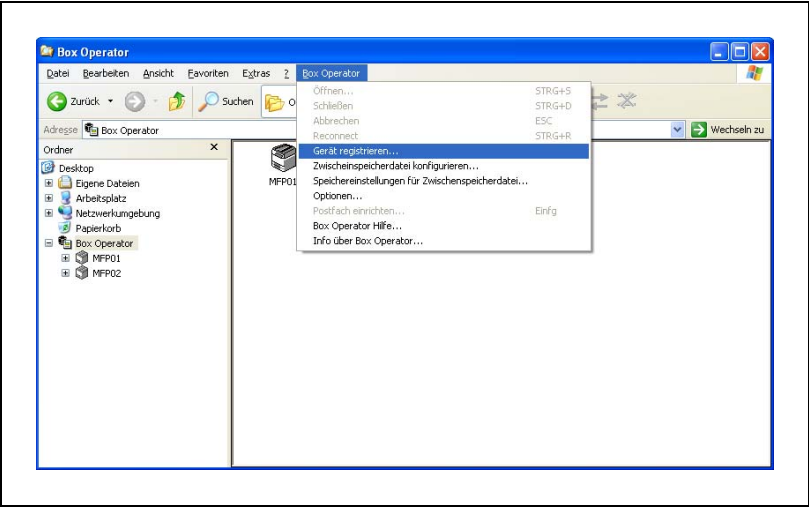 Box Operator
Datei Bearbeiten Ansicht Favoriten Extras ? Box Operator
Zurück Suchen O
Adresse Box Operator Wechseln zu
Ordner x
Desktop
Eigene Dateien
Arbeitsplatz
Netzwerkumgebung
Papierkorb
Box Operator
MFP01
MFP02
MFP01
Öffnen... STRG+S
Schließen STRG+D
Abbrechen ESC
Reconnect STRG+R
Gerät registrieren...
Zwischeinspeicherdatei konfigurieren...
Speichereinstellungen für Zwischenspeicherdatei...
Optionen...
Postfach einrichten... Einfg
Box Operator Hilfe...
Info über Box Operator...